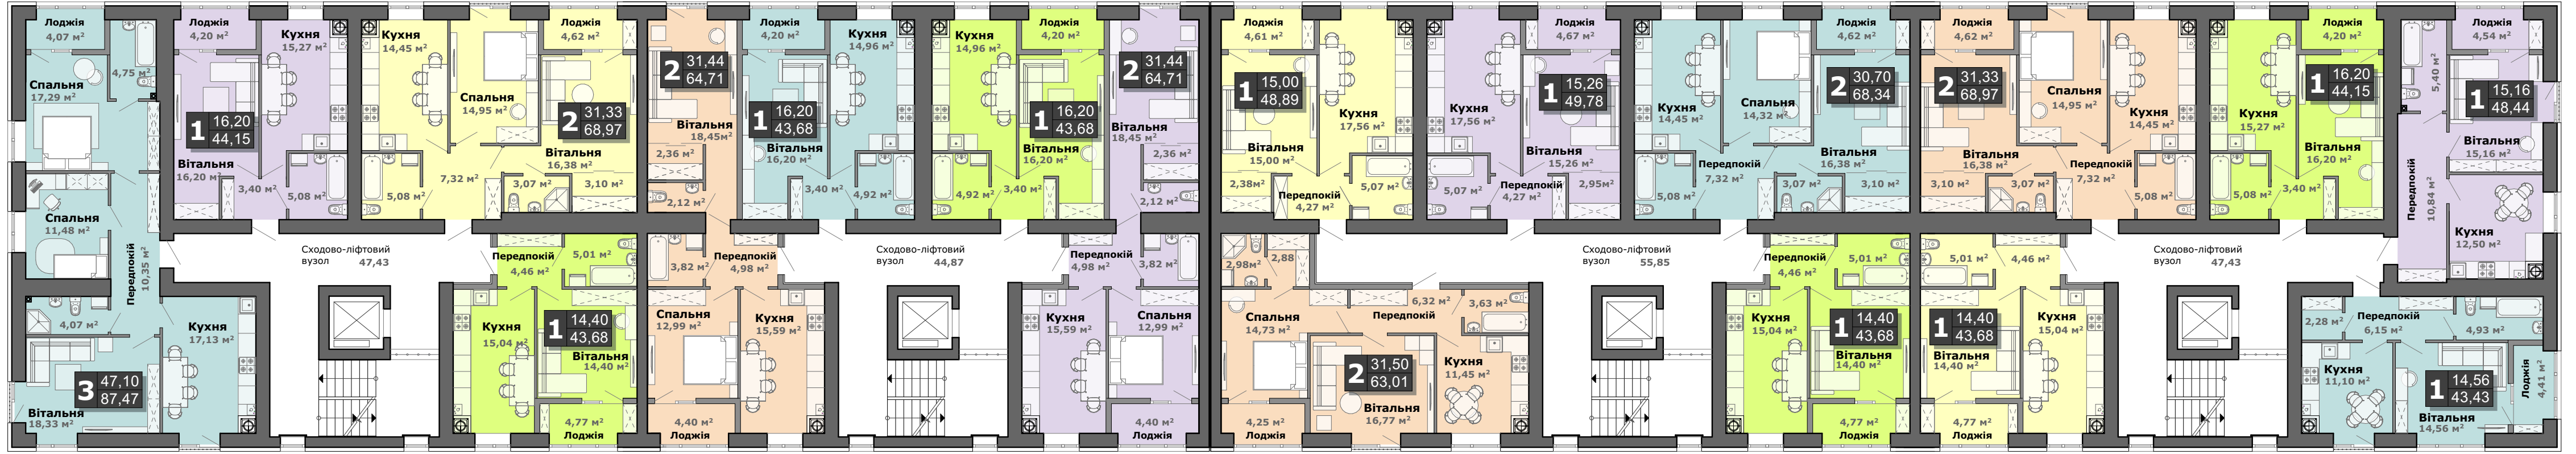 Лоджія
4,07 м²
4,75 м²
Спальня
17,29 м²
Спальня
11,48 м²
Передпокій
10,35 м²
4,07 м²
Кухня
17,13 м²
3
47,10
87,47
Вітальня
18,33 м²
Лоджія
4,20 м²
Кухня
15,27 м²
1
16,20
44,15
Вітальня
16,20 м²
3,40 м²
5,08 м²
Кухня
14,45 м²
Спальня
14,95 м²
Лоджія
4,62 м²
2
31,33
68,97
Вітальня
16,38 м²
5,08 м²
7,32 м²
3,07 м²
3,10 м²
Сходово-ліфтовий
вузол 47,43
Передпокій
4,46 м²
5,01 м²
Кухня
15,04 м²
1
14,40
43,68
Вітальня
14,40 м²
4,77 м²
Лоджія
2
31,44
64,71
Вітальня
18,45м²
2,36 м²
2,12 м²
3,82 м²
Передпокій
4,98 м²
Спальня
12,99 м²
Кухня
15,59 м²
4,40 м²
Лоджія
Лоджія
4,20 м²
Кухня
14,96 м²
1
16,20
43,68
Вітальня
16,20 м²
3,40 м²
4,92 м²
Кухня
14,96 м²
Лоджія
4,20 м²
1
16,20
43,68
Вітальня
16,20 м²
4,92 м²
3,40 м²
Сходово-ліфтовий
вузол 44,87
2
31,44
64,71
Вітальня
18,45 м²
2,36 м²
2,12 м²
Передпокій
4,98 м²
3,82 м²
Кухня
15,59 м²
Спальня
12,99 м²
4,40 м²
Лоджія
Лоджія
4,61 м²
1
15,00
48,89
Кухня
17,56 м²
Вітальня
15,00 м²
2,38м²
Передпокій
4,27 м²
5,07 м²
Лоджія
4,67 м²
1
15,26
49,78
Кухня
17,56 м²
Вітальня
15,26 м²
5,07 м²
Передпокій
4,27 м²
2,95м²
2,98м²
2,88
Спальня
14,73 м²
6,32 м²
Передпокій
3,63 м²
2
31,50
63,01
Кухня
11,45 м²
Вітальня
16,77 м²
4,25 м²
Лоджія
Сходово-ліфтовий
вузол 55,85
Кухня
14,45 м²
Спальня
14,32 м²
Лоджія
4,62 м²
2
30,70
68,34
Вітальня
16,38 м²
Передпокій
7,32 м²
5,08 м²
3,07 м²
3,10 м²
Передпокій
4,46 м²
5,01 м²
Кухня
15,04 м²
1
14,40
43,68
Вітальня
14,40 м²
4,77 м²
Лоджія
Лоджія
4,62 м²
2
31,33
68,97
Спальня
14,95 м²
Кухня
14,45 м²
Вітальня
16,38 м²
Передпокій
7,32 м²
3,10 м²
3,07 м²
5,08 м²
5,01 м²
4,46 м²
1
14,40
43,68
Кухня
15,04 м²
Вітальня
14,40 м²
4,77 м²
Лоджія
Сходово-ліфтовий
вузол 47,43
Лоджія
4,20 м²
1
16,20
44,15
Кухня
15,27 м²
Вітальня
16,20 м²
5,08 м²
3,40 м²
Лоджія
4,54 м²
5,40 м²
1
15,16
48,44
Вітальня
15,16 м²
Передпокій
10,84 м²
Кухня
12,50 м²
2,28 м²
Передпокій
6,15 м²
4,93 м²
Кухня
11,10 м²
1
14,56
43,43
Вітальня
14,56 м²
Лоджія
4,41 м²